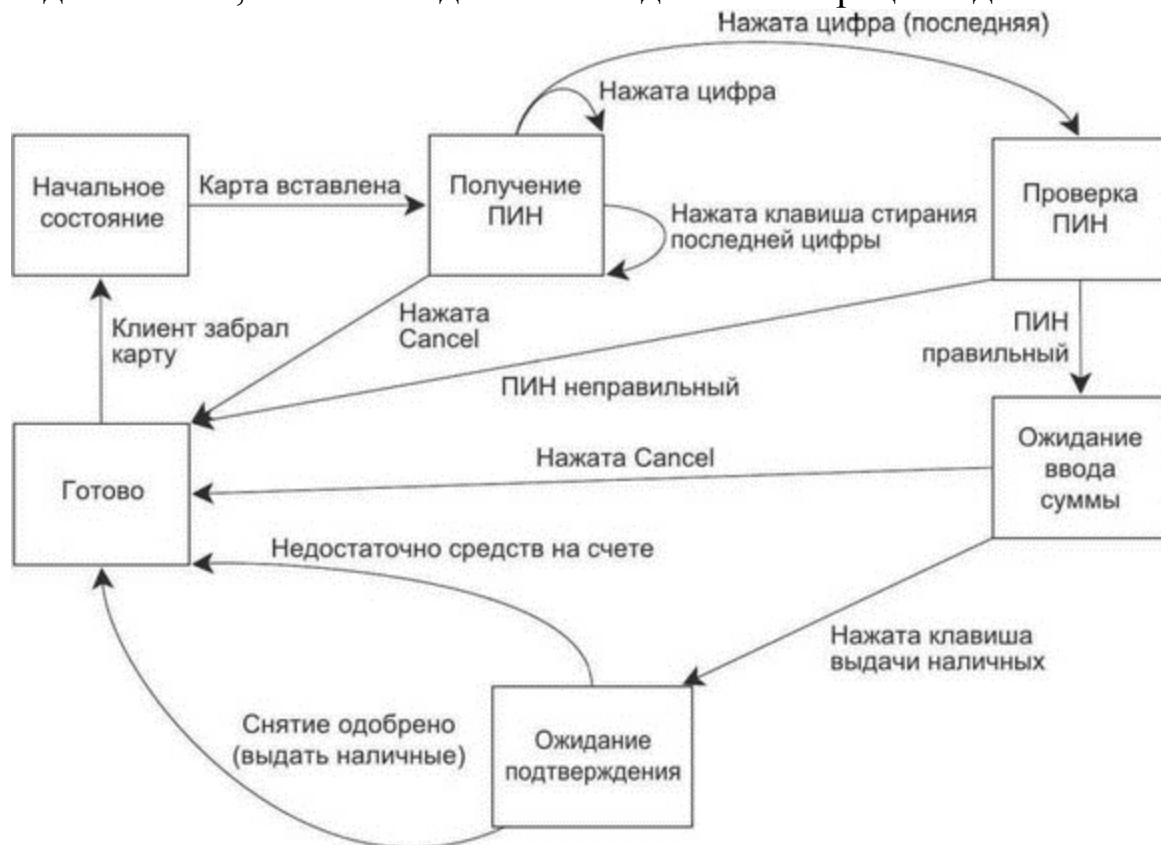 Нажата цифра (последняя)
Нажата цифра
Начальное
состояние
Карта вставлена
Получение
ПИН
Нажата клавиша стирания
последней цифры
Проверка
ПИН
Клиент забрал
карту
Нажата
Cancel
ПИН неправильный
ПИН
правильный
Готово
Нажата Cancel
Ожидание
ввода
суммы
Недостаточно средств на счете
Нажата клавиша
выдачи наличных
Снятие одобрено
(выдать наличные)
Ожидание
подтверждения